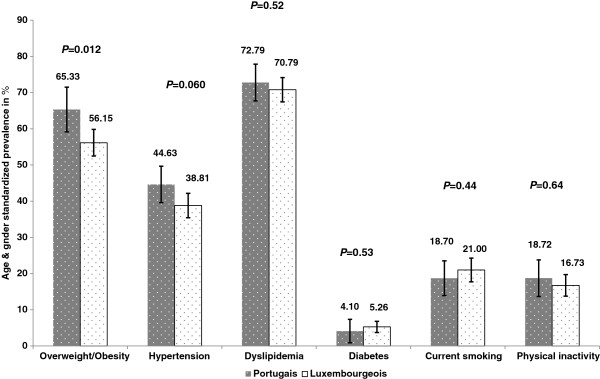 P=0.52
P=0.012
P=0.060
P=0.44
P=0.64
P=0.53
Age & gnder standardized prevalence in %
90
80
70
60
50
40
30
20
10
0
65.33
56.15
44.63
38.81
72.79
70.79
4.10
5.26
18.70
21.00
18.72
16.73
Overweight/Obesity Hypertension Dyslipidemia Diabetes Current smoking Physical inactivity
Portugais Luxembourgeois